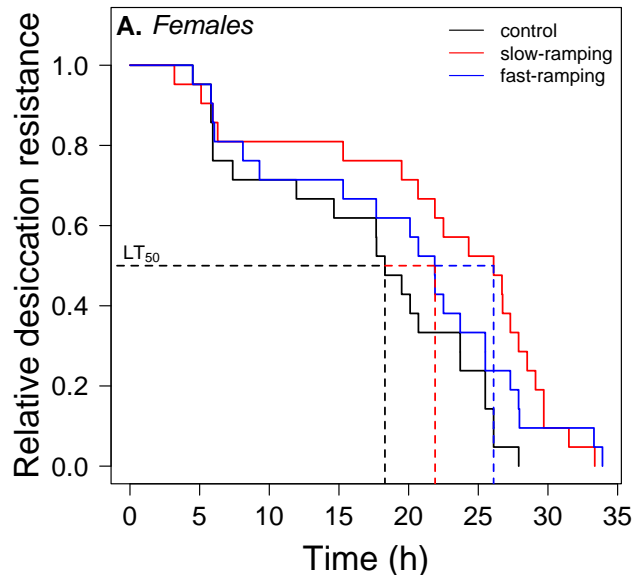 A. Females
control
slow-ramping
fast-ramping
Relative desiccation resistance
1.0
0.8
0.6
0.4
0.2
0.0
LT50
0 5 10 15 20 25 30 35
Time (h)